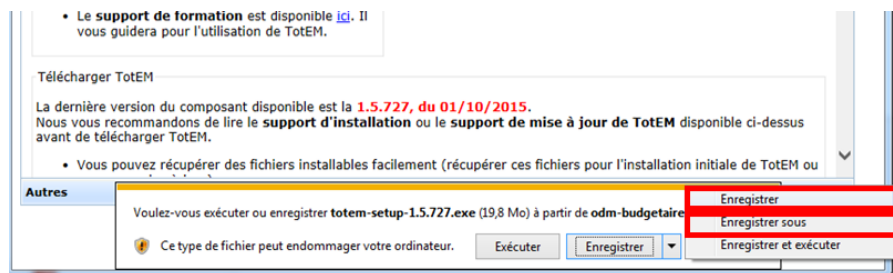 • Le support de formation est disponible ici. Il
vous guidera pour l'utilisation de TotEM.
Télécharger TotEM
La dernière version du composant disponible est la 1.5.727, du 01/10/2015.
Nous vous recommandons de lire le support d'installation ou le support de mise à jour de TotEM disponible ci-dessus
avant de télécharger TotEM.
• Vous pouvez récupérer des fichiers installables facilement (récupérer ces fichiers pour l'installation initiale de TotEM ou
Autres
Voulez-vous exécuter ou enregistrer totem-setup-1.5.727.exe (19,8 Mo) à partir de odm-budgetaire
Ce type de fichier peut endommager votre ordinateur.
Exécuter
Enregistrer
Enregistrer
Enregistrer sous
Enregistrer et exécuter